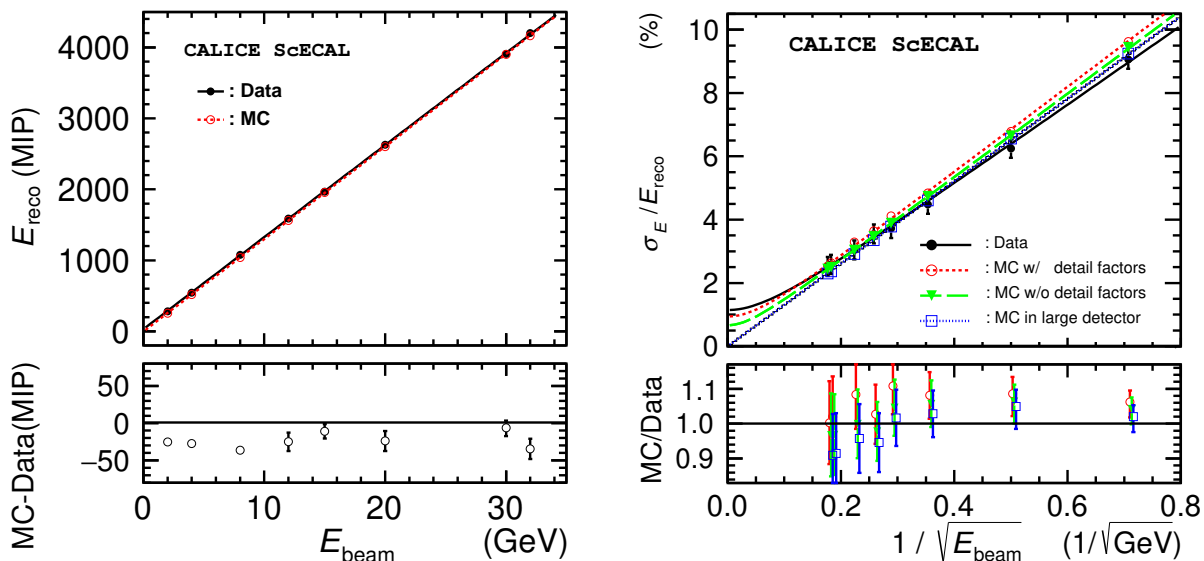 CALICE ScECAL
: Data
: MC
E_reco (MIP)
4000
3000
2000
1000
0
MC-Data(MIP)
50
0
−50
0 10 20 30
E_beam (GeV)
CALICE ScECAL
: Data
: MC w/ detail factors
: MC w/o detail factors
: MC in large detector
σ_E / E_reco (%)
10
8
6
4
2
0
MC/Data
1.1
1.0
0.9
0.0 0.2 0.4 0.6 0.8
1 / √E_beam (1/√GeV)